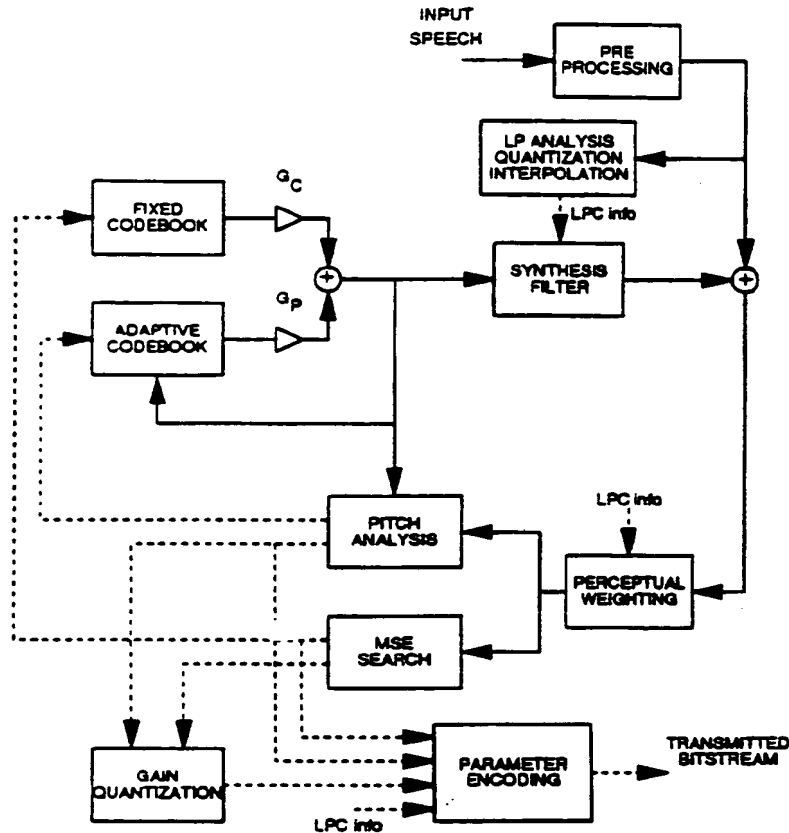 INPUT
SPEECH
PRE
PROCESSING
LP ANALYSIS
QUANTIZATION
INTERPOLATION
LPC info
G C
FIXED
CODEBOOK
+
SYNTHESIS
FILTER
+
G P
ADAPTIVE
CODEBOOK
LPC info
PITCH
ANALYSIS
PERCEPTUAL
WEIGHTING
MSE
SEARCH
GAIN
QUANTIZATION
PARAMETER
ENCODING
TRANSMITTED
BITSTREAM
LPC info